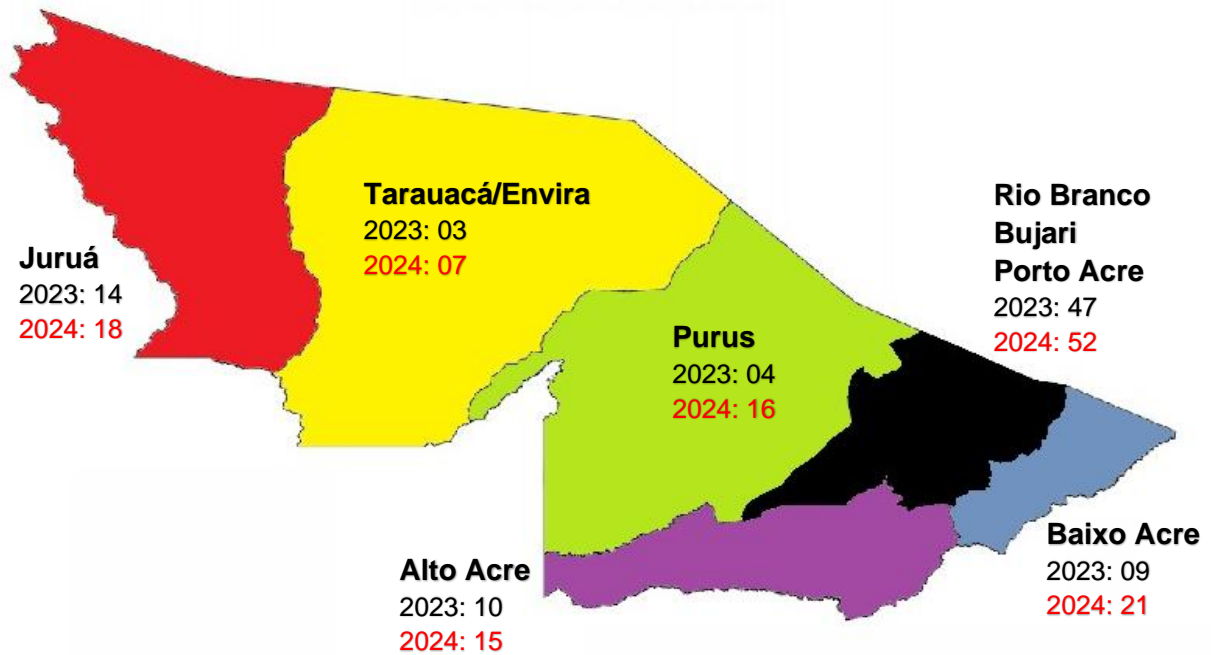 Tarauacá/Envira
2023: 03
2024: 07
Rio Branco
Bujari
Porto Acre
2023: 47
2024: 52
Juruá
2023: 14
2024: 18
Purus
2023: 04
2024: 16
Baixo Acre
2023: 09
2024: 21
Alto Acre
2023: 10
2024: 15